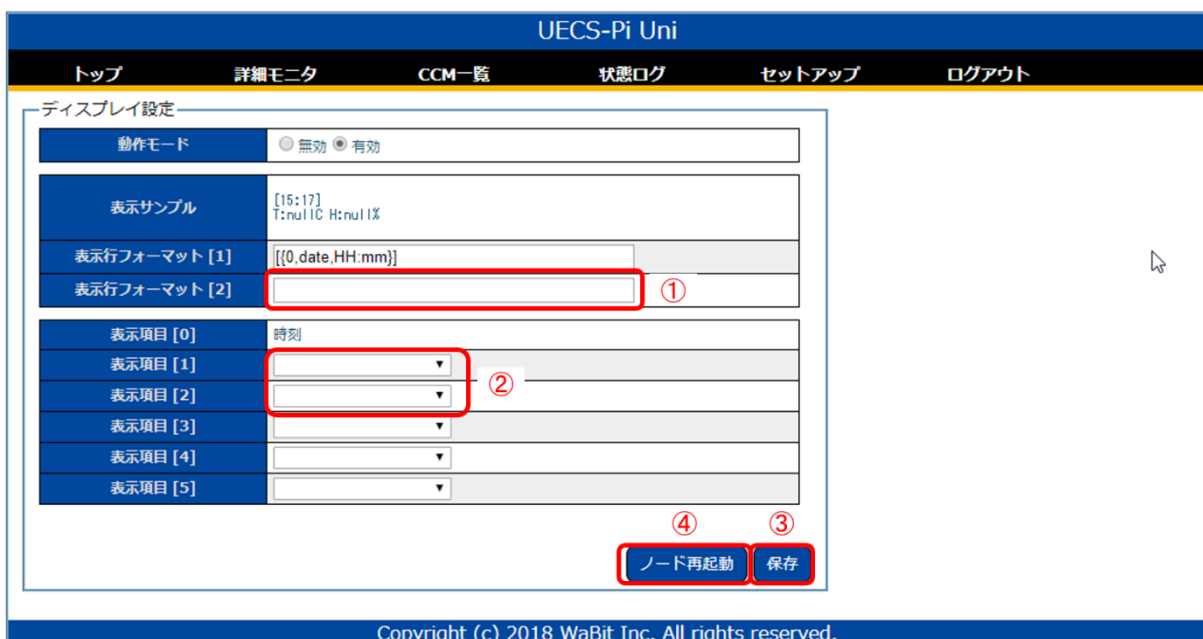 UECS-Pi Uni
トップ 詳細モニタ CCM一覧 状態ログ セットアップ ログアウト
ディスプレイ設定
動作モード 無効 有効
表示サンプル [15:17]
T:nullC H:null%
表示行フォーマット [1] [{0,date,HH:mm}]
表示行フォーマット [2] ①
表示項目 [0] 時刻
表示項目 [1]
②
表示項目 [2]
表示項目 [3]
表示項目 [4]
表示項目 [5]
④ ③
ノード再起動 保存
Copyright (c) 2018 WaBit Inc. All rights reserved.